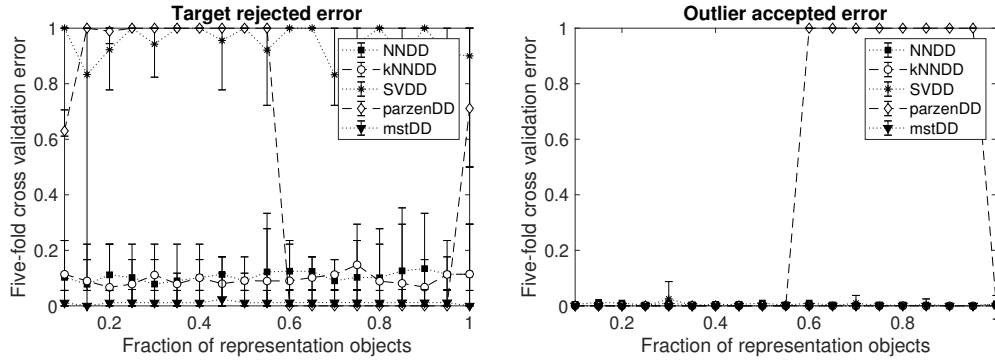 Target rejected error
Five-fold cross validation error
1
0.8
0.6
0.4
0.2
0
NNDD
kNNDD
SVDD
parzenDD
mstDD
0.2
0.4
0.6
0.8
1
Fraction of representation objects
Outlier accepted error
Five-fold cross validation error
1
0.8
0.6
0.4
0.2
0
NNDD
kNNDD
SVDD
parzenDD
mstDD
0.2
0.4
0.6
0.8
1
Fraction of representation objects